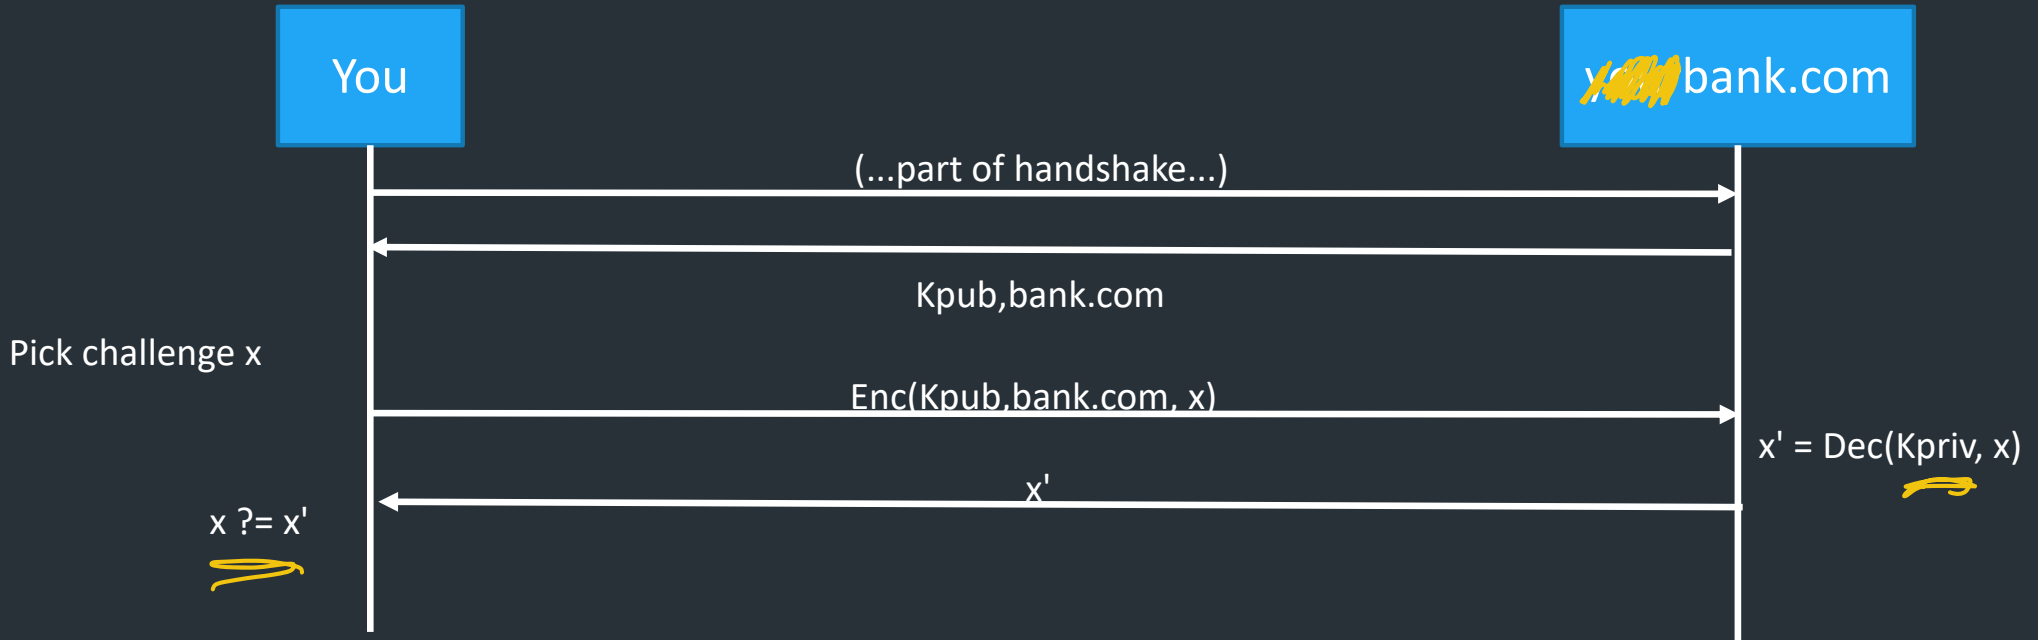 You
bank.com
(...part of handshake...)
Kpub,bank.com
Pick challenge x
Enc(Kpub,bank.com, x)
x' = Dec(Kpriv, x)
x'
x ?= x'